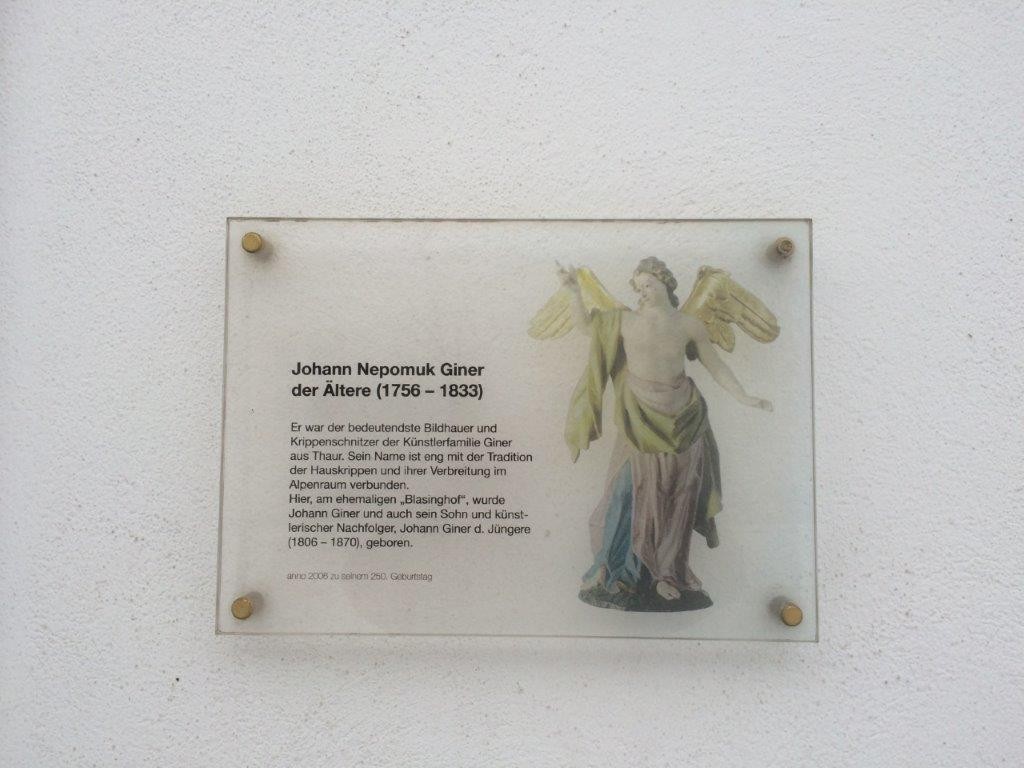 Johann Nepomuk Giner
der Ältere (1756 – 1833)
Er war der bedeutendste Bildhauer und
Krippenschnitzer der Künstlerfamilie Giner
aus Thaur. Sein Name ist eng mit der Tradition
der Hauskrippen und ihrer Verbreitung im
Alpenraum verbunden.
Hier, am ehemaligen „Blasinghof“, wurde
Johann Giner und auch sein Sohn und künst-
lerischer Nachfolger, Johann Giner d. Jüngere
(1806 – 1870), geboren.
anno 2006 zu seinem 250. Geburtstag